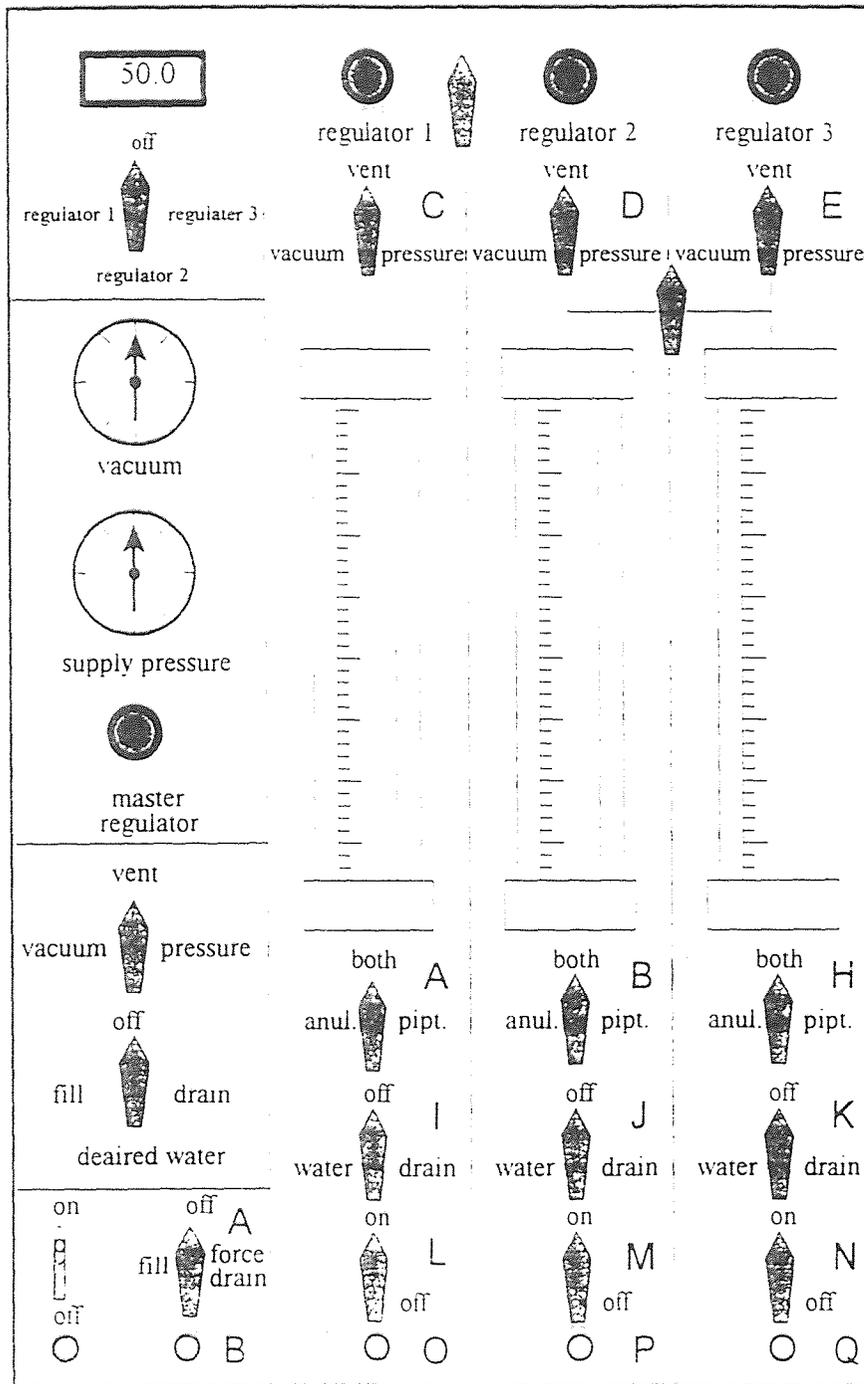 50.0
off
regulator 1 regulater 3
regulator 2
vacuum
supply pressure
master
regulator
vent
vacuum pressure
off
fill drain
deaired water
on off A
fill force
drain
off
B
regulator 1 regulator 2 regulator 3
vent vent vent
C D E
vacuum pressure vacuum pressure vacuum pressure
both A both B both H
anul. pipt. anul. pipt. anul. pipt.
off I off J off K
water drain water drain water drain
on L on M on N
off off off
O P Q